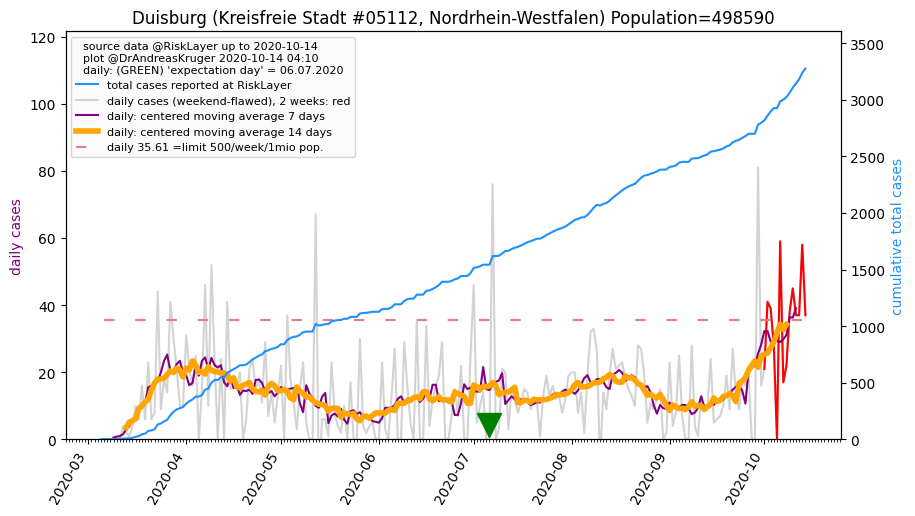 Duisburg (Kreisfreie Stadt #05112, Nordrhein-Westfalen) Population=498590
source data @RiskLayer up to 2020-10-14
plot @DrAndreasKruger 2020-10-14 04:10
daily: (GREEN) 'expectation day' = 06.07.2020
total cases reported at RiskLayer
daily cases (weekend-flawed), 2 weeks: red
daily: centered moving average 7 days
daily: centered moving average 14 days
daily 35.61 =limit 500/week/1mio pop.
daily cases
120
100
80
60
40
20
0
cumulative total cases
3500
3000
2500
2000
1500
1000
500
0
2020-03
2020-04
2020-05
2020-06
2020-07
2020-08
2020-09
2020-10